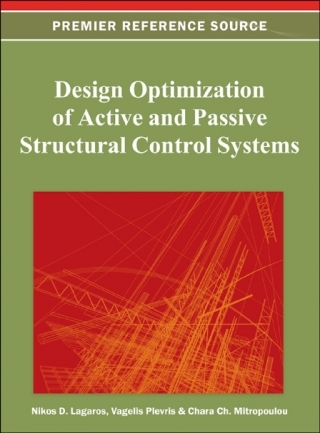 PREMIER REFERENCE SOURCE
Design Optimization
of Active and Passive
Structural Control Systems
Nikos D. Lagaros, Vagelis Plevris & Chara Ch. Mitropoulou